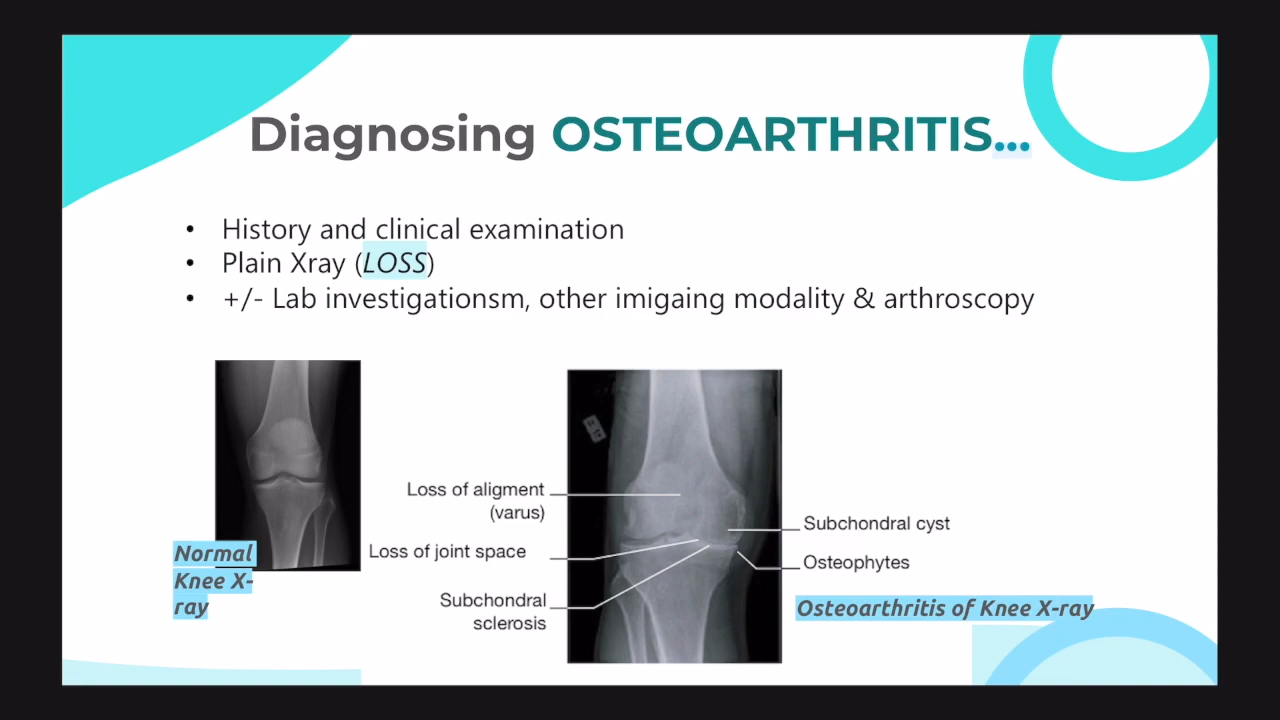 Diagnosing OSTEOARTHRITIS...
• History and clinical examination
• Plain Xray (LOSS)
• +/- Lab investigationsm, other imigaing modality & arthroscopy
Loss of aligment
(varus)
Loss of joint space
Subchondral
sclerosis
Subchondral cyst
Osteophytes
Normal
Knee X-
ray
Osteoarthritis of Knee X-ray